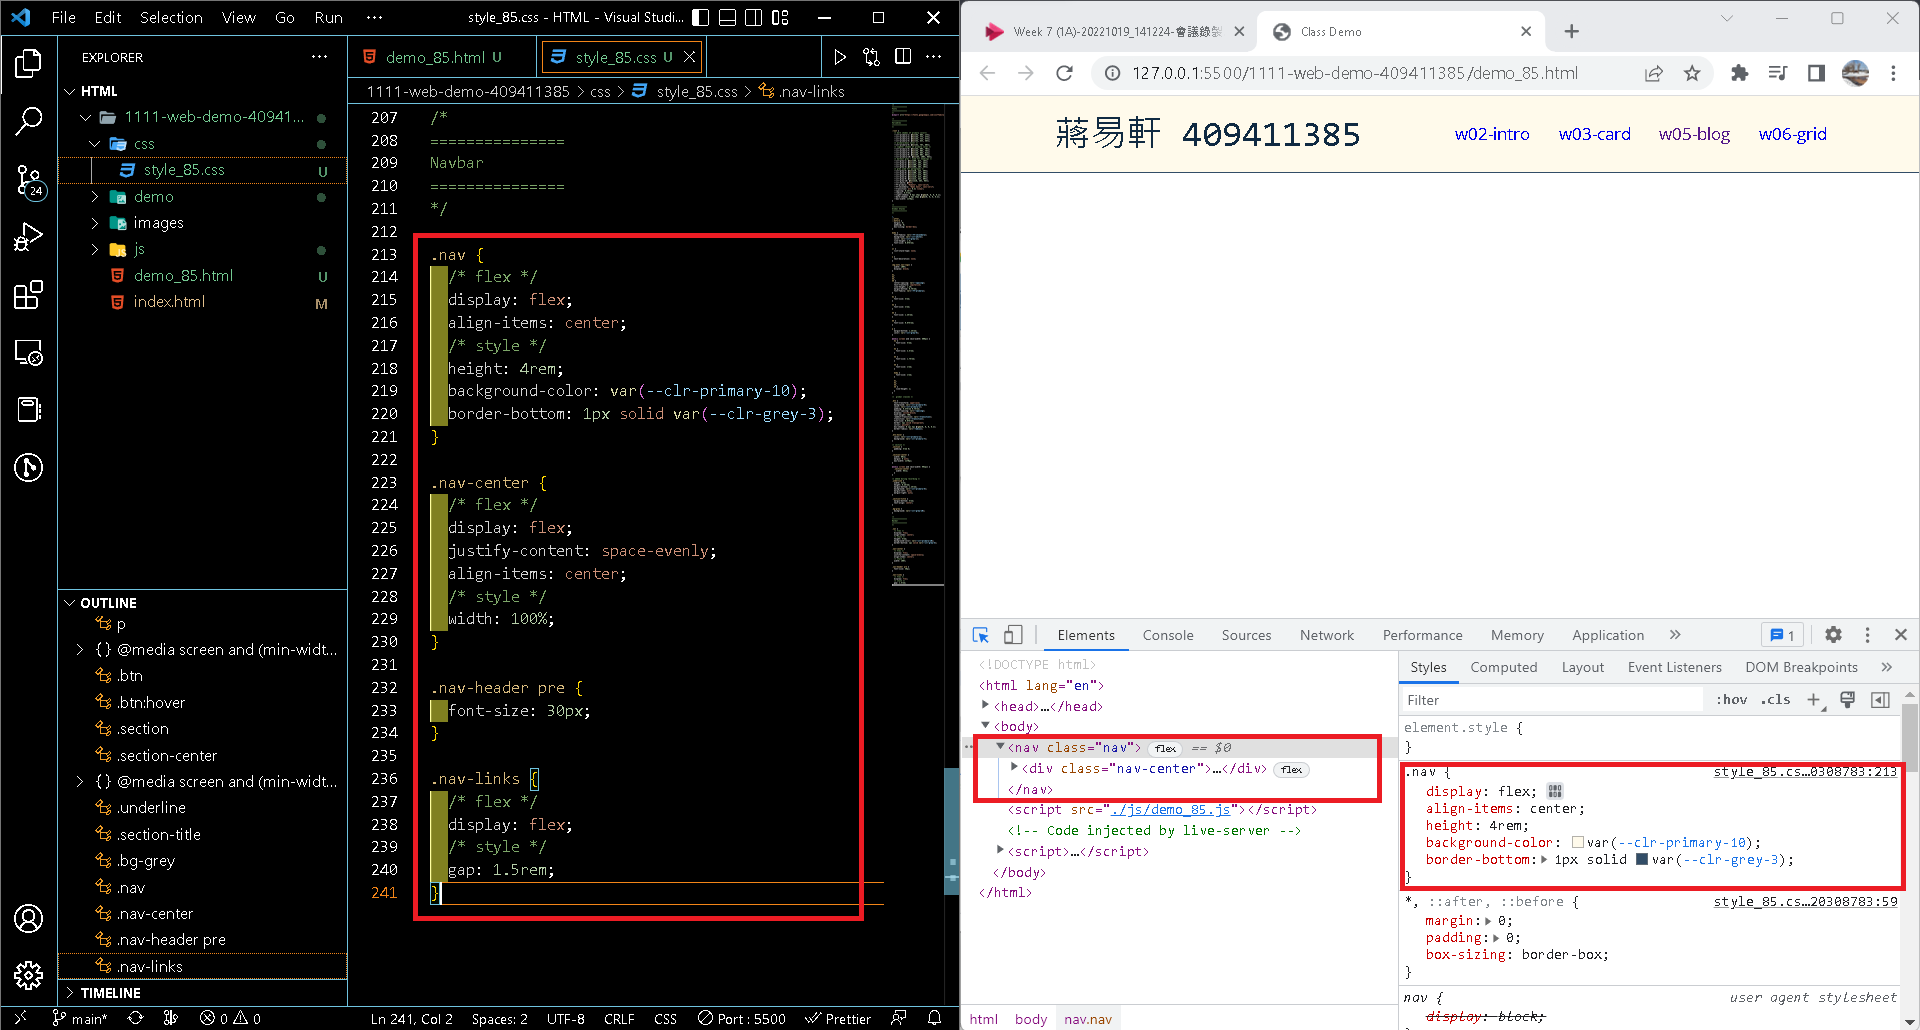 File Edit Selection View Go Run ··· style_85.css - HTML - Visual Studi...
EXPLORER ···
HTML
1111-web-demo-40941...
css
style_85.css U
demo
images
js
demo_85.html U
index.html M
OUTLINE
p
{} @media screen and (min-widt...
.btn
.btn:hover
.section
.section-center
{} @media screen and (min-widt...
.underline
.section-title
.bg-grey
.nav
.nav-center
.nav-header pre
.nav-links
TIMELINE
24
demo_85.html U style_85.css U
1111-web-demo-409411385 > css > style_85.css > .nav-links
207 /*
208 ===============
209 Navbar
210 ===============
211 */
212
213 .nav {
214 /* flex */
215 display: flex;
216 align-items: center;
217 /* style */
218 height: 4rem;
219 background-color: var(--clr-primary-10);
220 border-bottom: 1px solid var(--clr-grey-3);
221 }
222
223 .nav-center {
224 /* flex */
225 display: flex;
226 justify-content: space-evenly;
227 align-items: center;
228 /* style */
229 width: 100%;
230 }
231
232 .nav-header pre {
233 font-size: 30px;
234 }
235
236 .nav-links {
237 /* flex */
238 display: flex;
239 /* style */
240 gap: 1.5rem;
241 }
main* 0 0 Ln 241, Col 2 Spaces: 2 UTF-8 CRLF CSS Port : 5500 Prettier
Week 7 (1A)-20221019_141224-會議錄製 Class Demo
127.0.0.1:5500/1111-web-demo-409411385/demo_85.html
蔣易軒 409411385 w02-intro w03-card w05-blog w06-grid
Elements Console Sources Network Performance Memory Application » 1
<!DOCTYPE html>
<html lang="en">
<head>…</head>
<body>
<nav class="nav"> flex == $0
<div class="nav-center">…</div> flex
</nav>
<script src="./js/demo_85.js"></script>
<!-- Code injected by live-server -->
<script>…</script>
</body>
</html>
html body nav.nav
Styles Computed Layout Event Listeners DOM Breakpoints »
Filter :hov .cls
element.style {
}
.nav { style_85.cs…0308783:213
display: flex;
align-items: center;
height: 4rem;
background-color: var(--clr-primary-10);
border-bottom: 1px solid var(--clr-grey-3);
}
*, ::after, ::before { style_85.cs…20308783:59
margin: 0;
padding: 0;
box-sizing: border-box;
}
nav { user agent stylesheet
display: block;